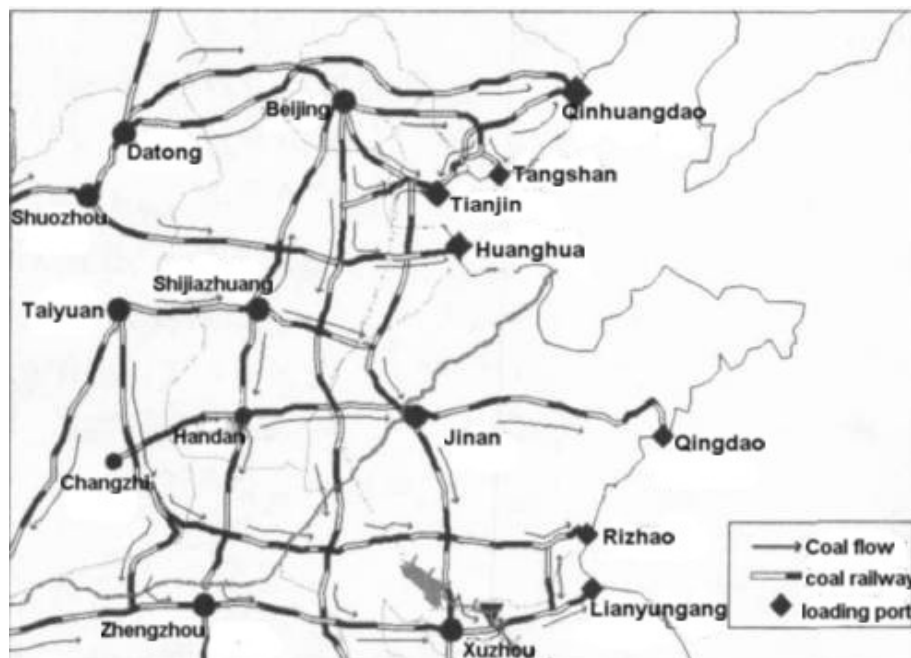 Beijing
Qinhuangdao
Datong
Tangshan
Tianjin
Shuozhou
Huanghua
Shijiazhuang
Taiyuan
Handan
Jinan
Qingdao
Changzhi
Rizhao
Coal flow
coal railway
loading port
Lianyungang
Zhengzhou
Xuzhou